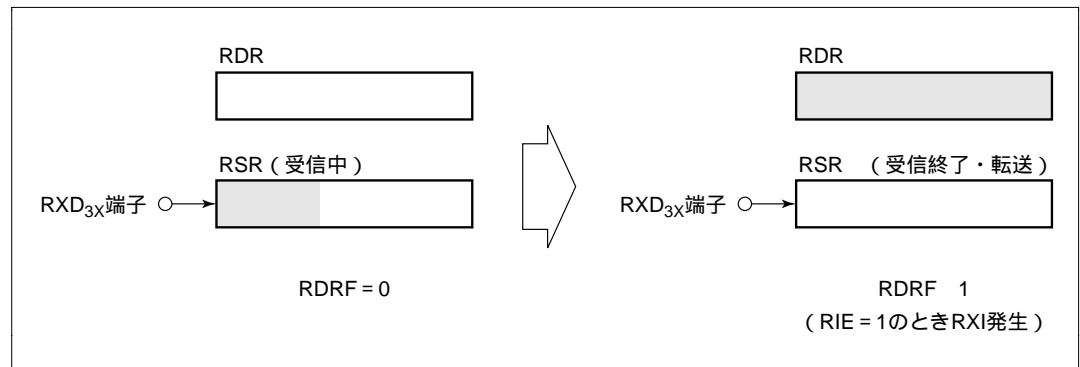 RDR
RSR（受信中）
RXD3X端子
RDRF = 0
RDR
RSR （受信終了・転送）
RXD3X端子
RDRF 1
（RIE = 1のときRXI発生）